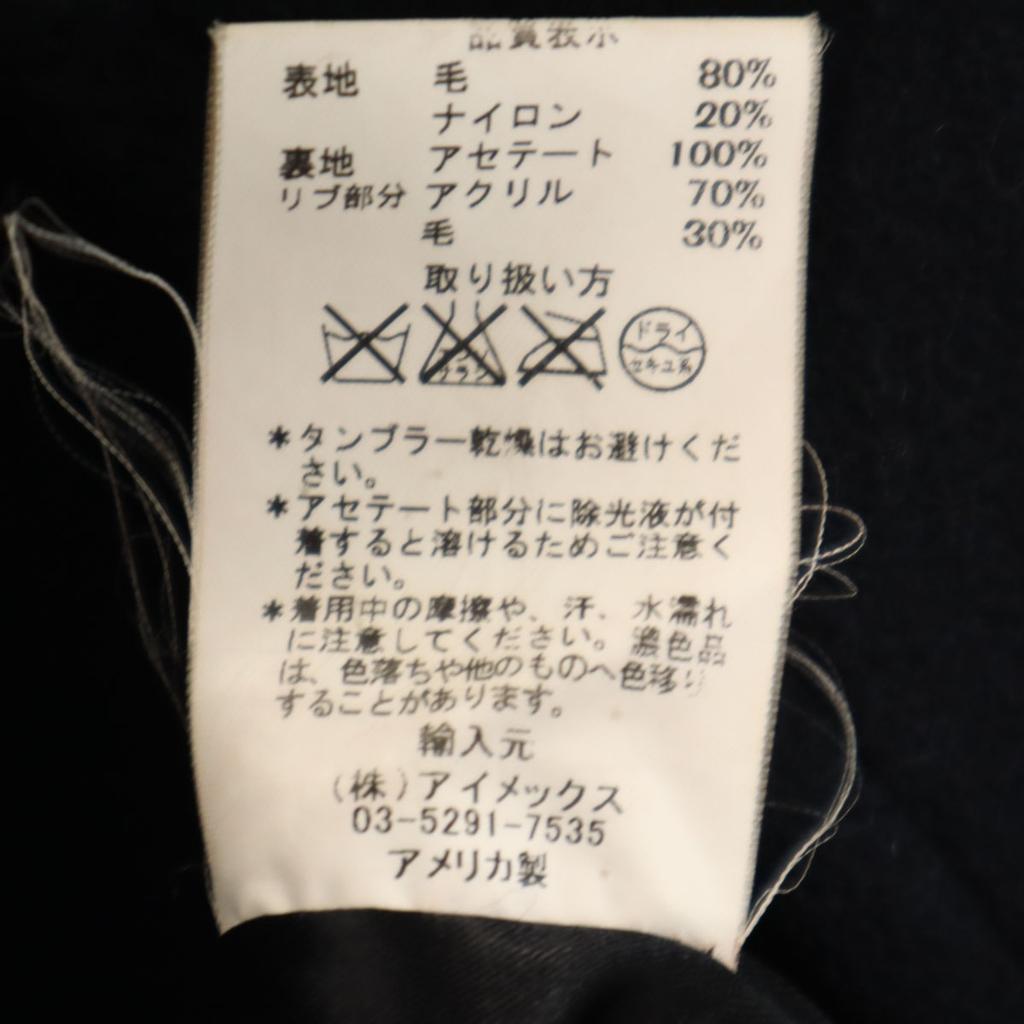 品質表示
表地 毛 80%
ナイロン 20%
裏地 アセテート 100%
リブ部分 アクリル 70%
毛 30%
取り扱い方
エンソ サラシ ドライ
セキユ系
*タンブラー乾燥はお避けくだ
さい。
*アセテート部分に除光液が付
着すると溶けるためご注意く
ださい。
*着用中の摩擦や、汗、水濡れ
に注意してください。濃色品
は、色落ちや他のものへ色移り
することがあります。
輸入元
(株)アイメックス
03-5291-7535
アメリカ製